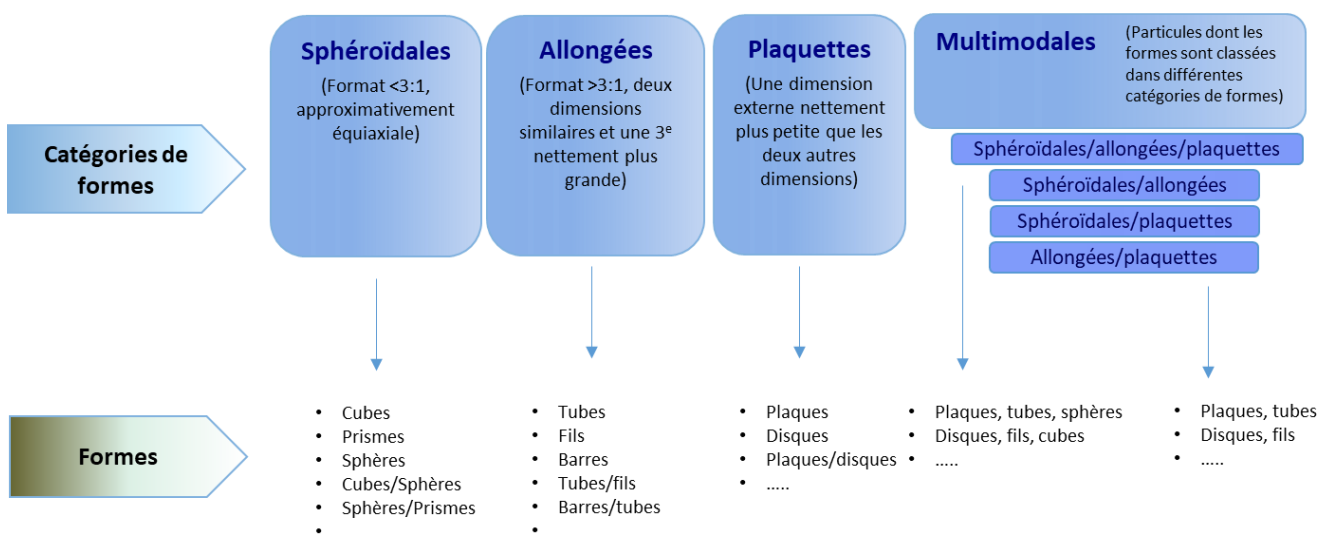 Catégories de
formes
Sphéroïdales
(Format <3:1,
approximativement
équiaxiale)
Allongées
(Format >3:1, deux
dimensions
similaires et une 3e
nettement plus
grande)
Plaquettes
(Une dimension
externe nettement
plus petite que les
deux autres
dimensions)
Multimodales
(Particules dont les
formes sont classées
dans différentes
catégories de formes)
Sphéroïdales/allongées/plaquettes
Sphéroïdales/allongées
Sphéroïdales/plaquettes
Allongées/plaquettes
Formes
• Cubes
• Prismes
• Sphères
• Cubes/Sphères
• Sphères/Prismes
•
• Tubes
• Fils
• Barres
• Tubes/fils
• Barres/tubes
•
• Plaques
• Disques
• Plaques/disques
• .....
• Plaques, tubes, sphères
• Disques, fils, cubes
• .....
• Plaques, tubes
• Disques, fils
• .....